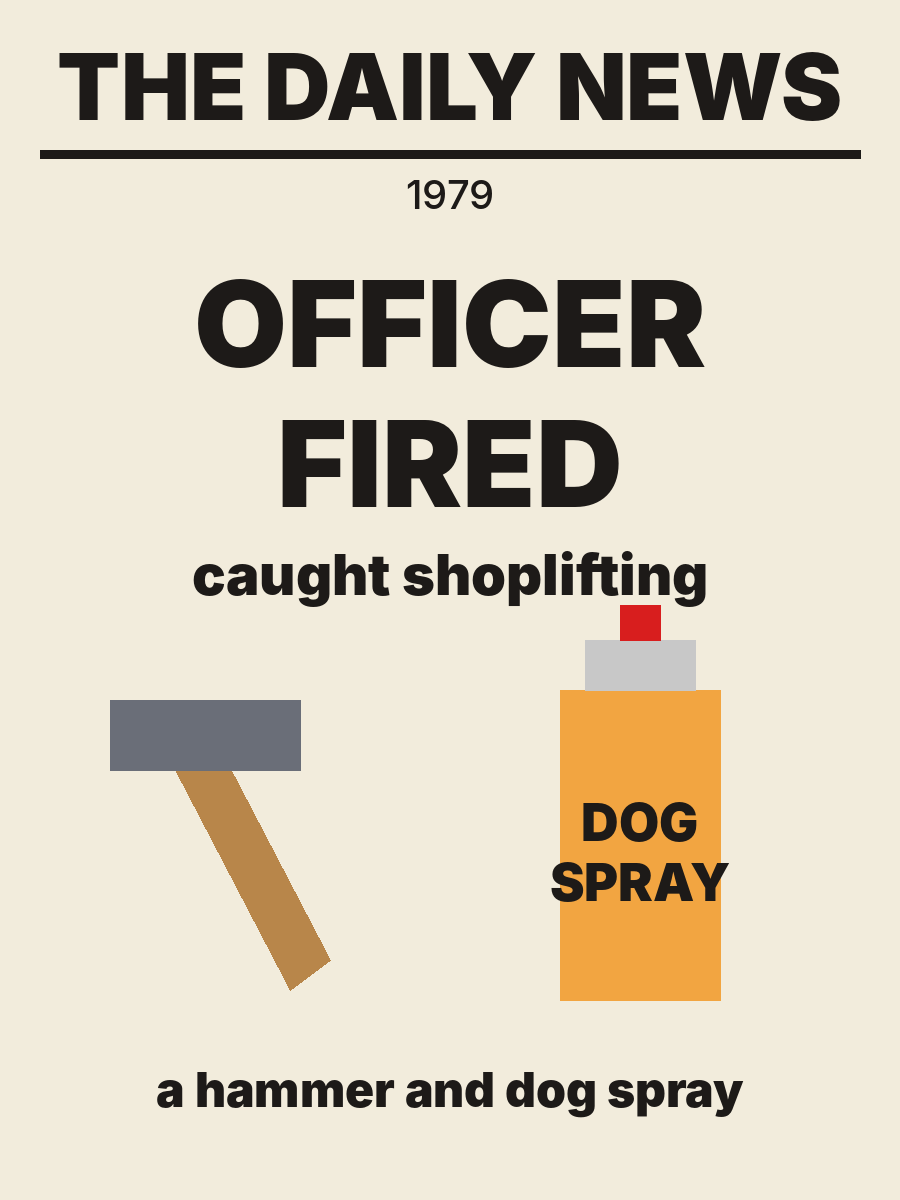 THE DAILY NEWS
1979
OFFICER
FIRED
caught shoplifting
DOG
SPRAY
a hammer and dog spray